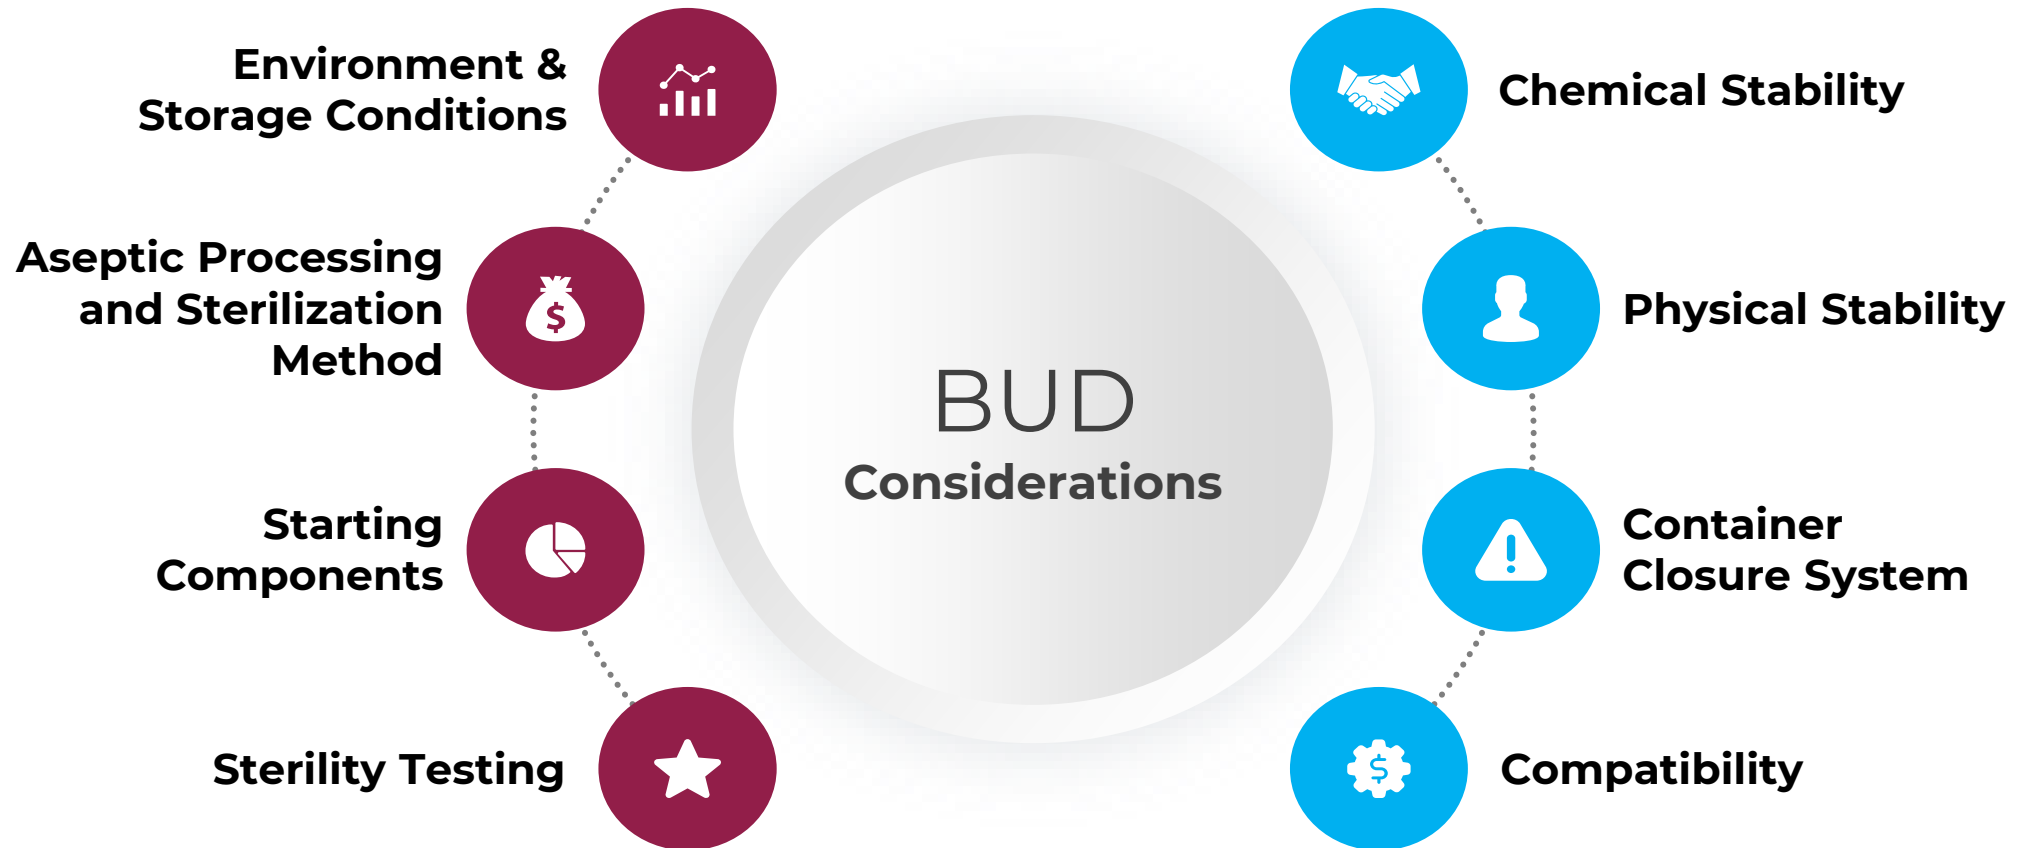 Environment &
Storage Conditions
Aseptic Processing
and Sterilization
Method
Starting
Components
Sterility Testing
BUD
Considerations
Chemical Stability
Physical Stability
Container
Closure System
Compatibility
$
$